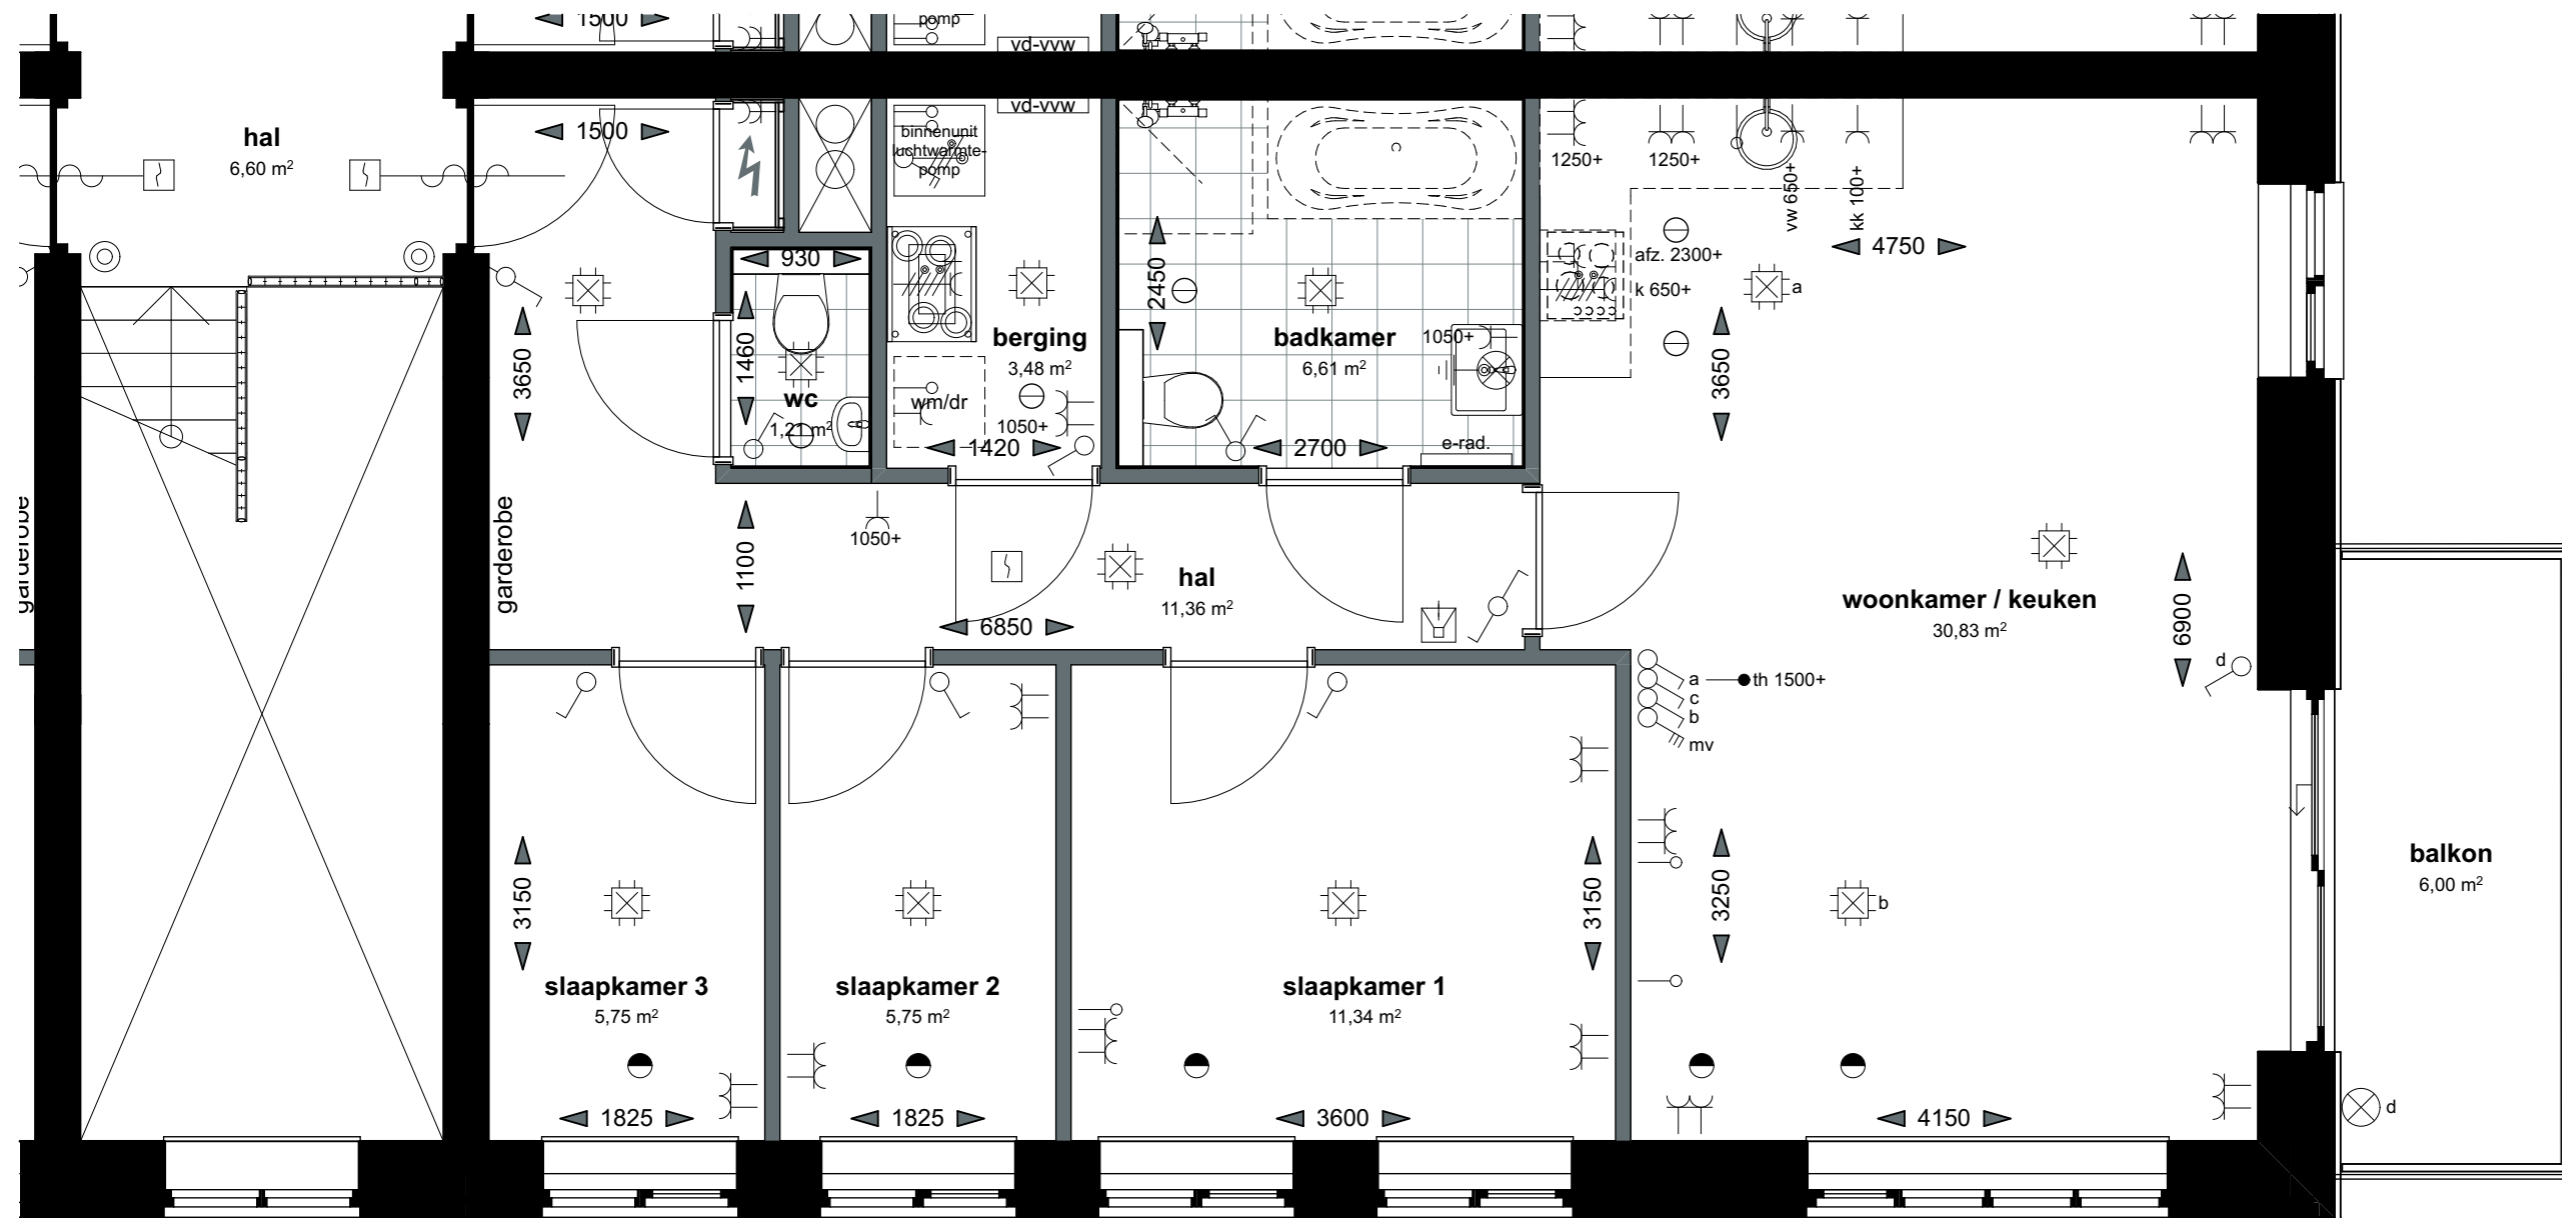 1500
pomp
vd-vvw
vd-vvw
hal
6,60 m²
1500
binnenunit
luchtwarmte-
pomp
1250+
1250+
vw 650+
kk 100+
930
2450
afz. 2300+
4750
k 650+
a
3650
1460
berging
3,48 m²
badkamer
6,61 m²
1050+
3650
wc
1,21 m²
wm/dr
1050+
1420
2700
e-rad.
garderobe
garderobe
1100
1050+
hal
11,36 m²
6850
woonkamer / keuken
30,83 m²
6900
d
a
th 1500+
c
b
mv
3150
3150
3250
b
balkon
6,00 m²
slaapkamer 3
5,75 m²
slaapkamer 2
5,75 m²
slaapkamer 1
11,34 m²
1825
1825
3600
4150
d